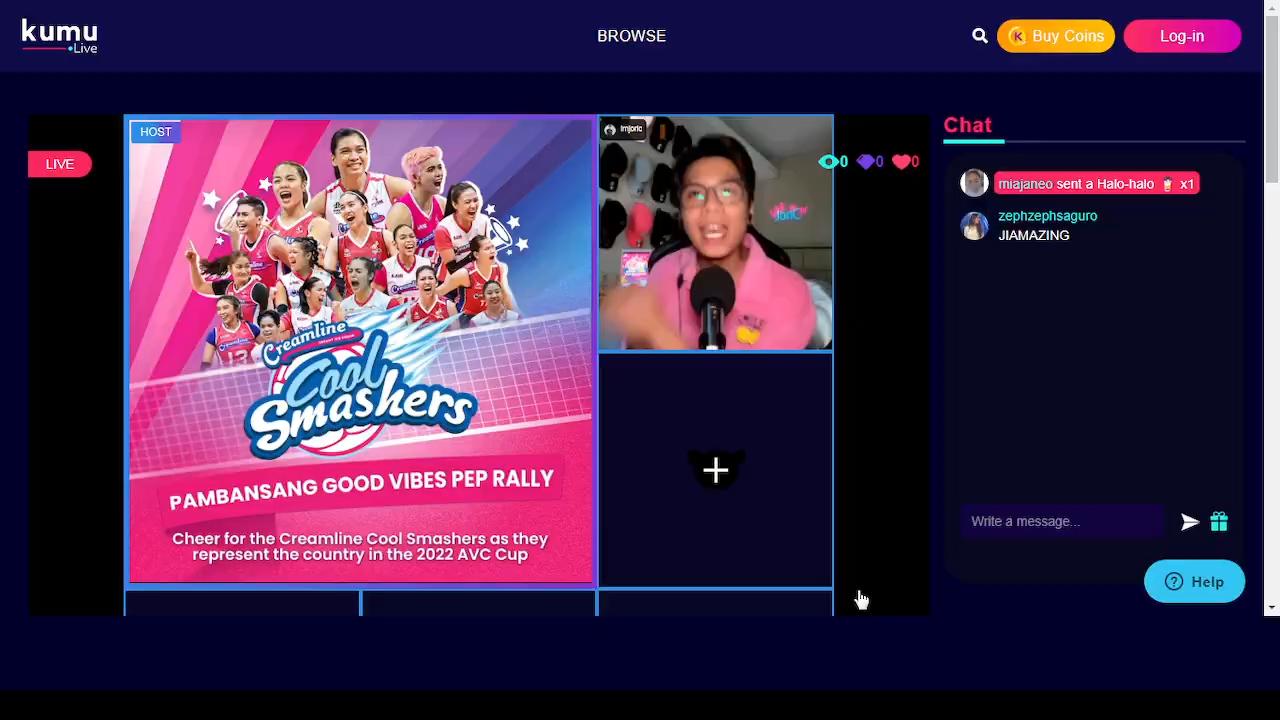 kumu
Live
BROWSE
Buy Coins
Log-in
LIVE
HOST
Creamline
Cool
Smashers
PAMBANSANG GOOD VIBES PEP RALLY
Cheer for the Creamline Cool Smashers as they
represent the country in the 2022 AVC Cup
imjoric
0
0
0
Chat
miajaneo sent a Halo-halo x1
zephzephsaguro
JIAMAZING
Write a message...
Help